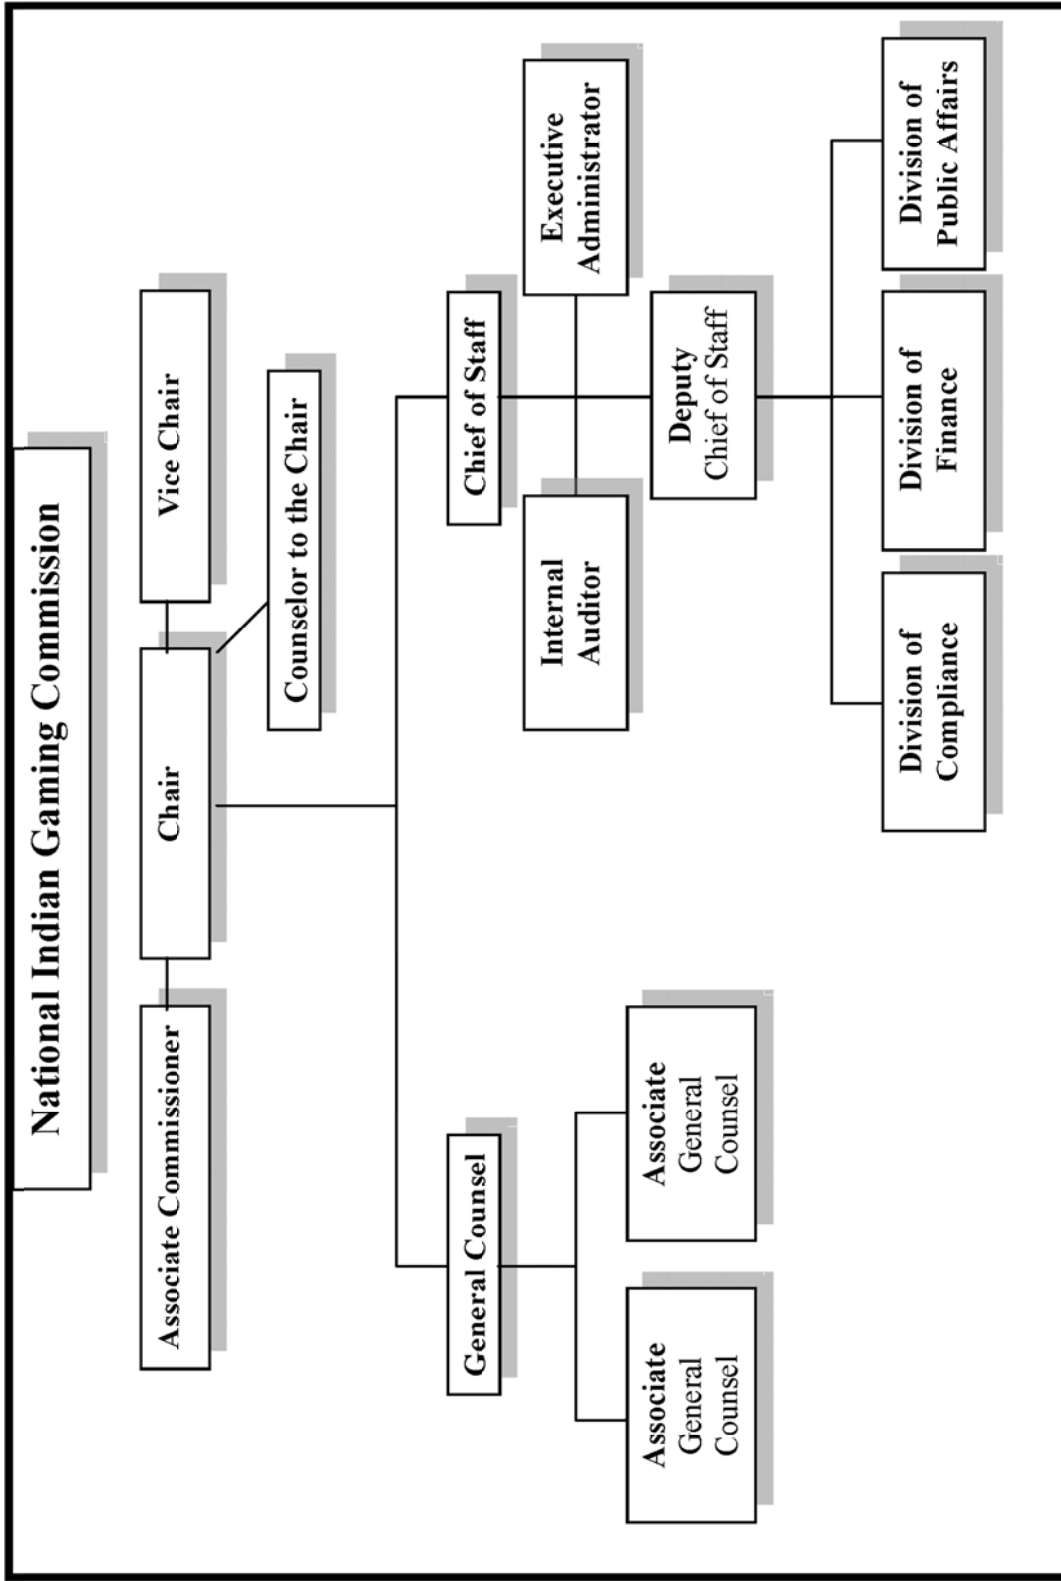 National Indian Gaming Commission
Associate Commissioner
Chair
Vice Chair
Counselor to the Chair
General Counsel
Chief of Staff
Internal
Auditor
Executive
Administrator
Associate
General
Counsel
Associate
General
Counsel
Deputy
Chief of Staff
Division of
Compliance
Division of
Finance
Division of
Public Affairs